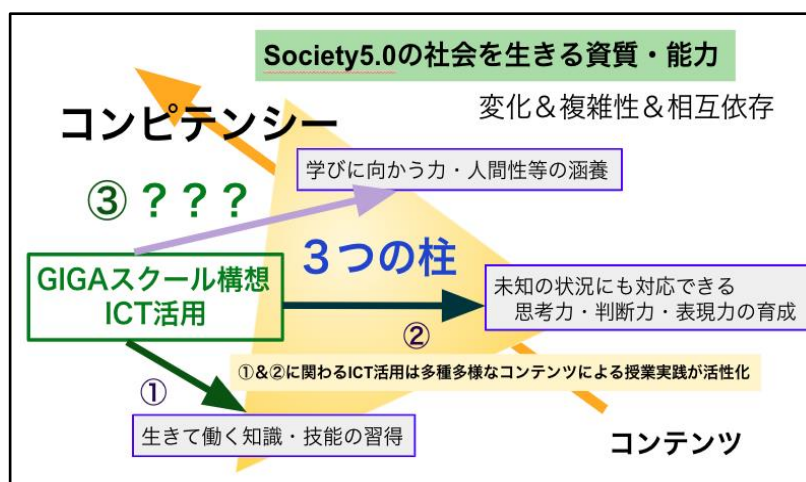 Society5.0の社会を生きる資質・能力
変化＆複雑性＆相互依存
コンピテンシー
学びに向かう力・人間性等の涵養
③？？？
３つの柱
GIGAスクール構想
ICT活用
未知の状況にも対応できる
思考力・判断力・表現力の育成
②
①＆②に関わるICT活用は多種多様なコンテンツによる授業実践が活性化
①
生きて働く知識・技能の習得
コンテンツ